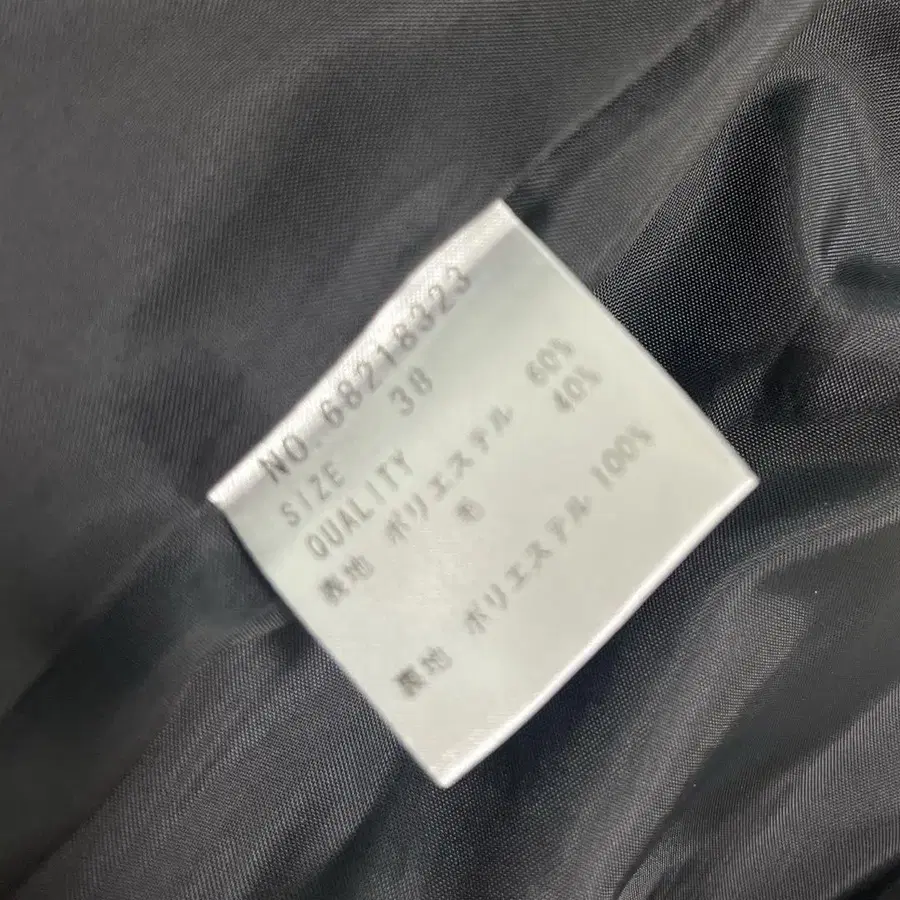 NO.68218323
SIZE 38
QUALITY
表地 ポリエステル 60%
毛 40%
裏地 ポリエステル 100%